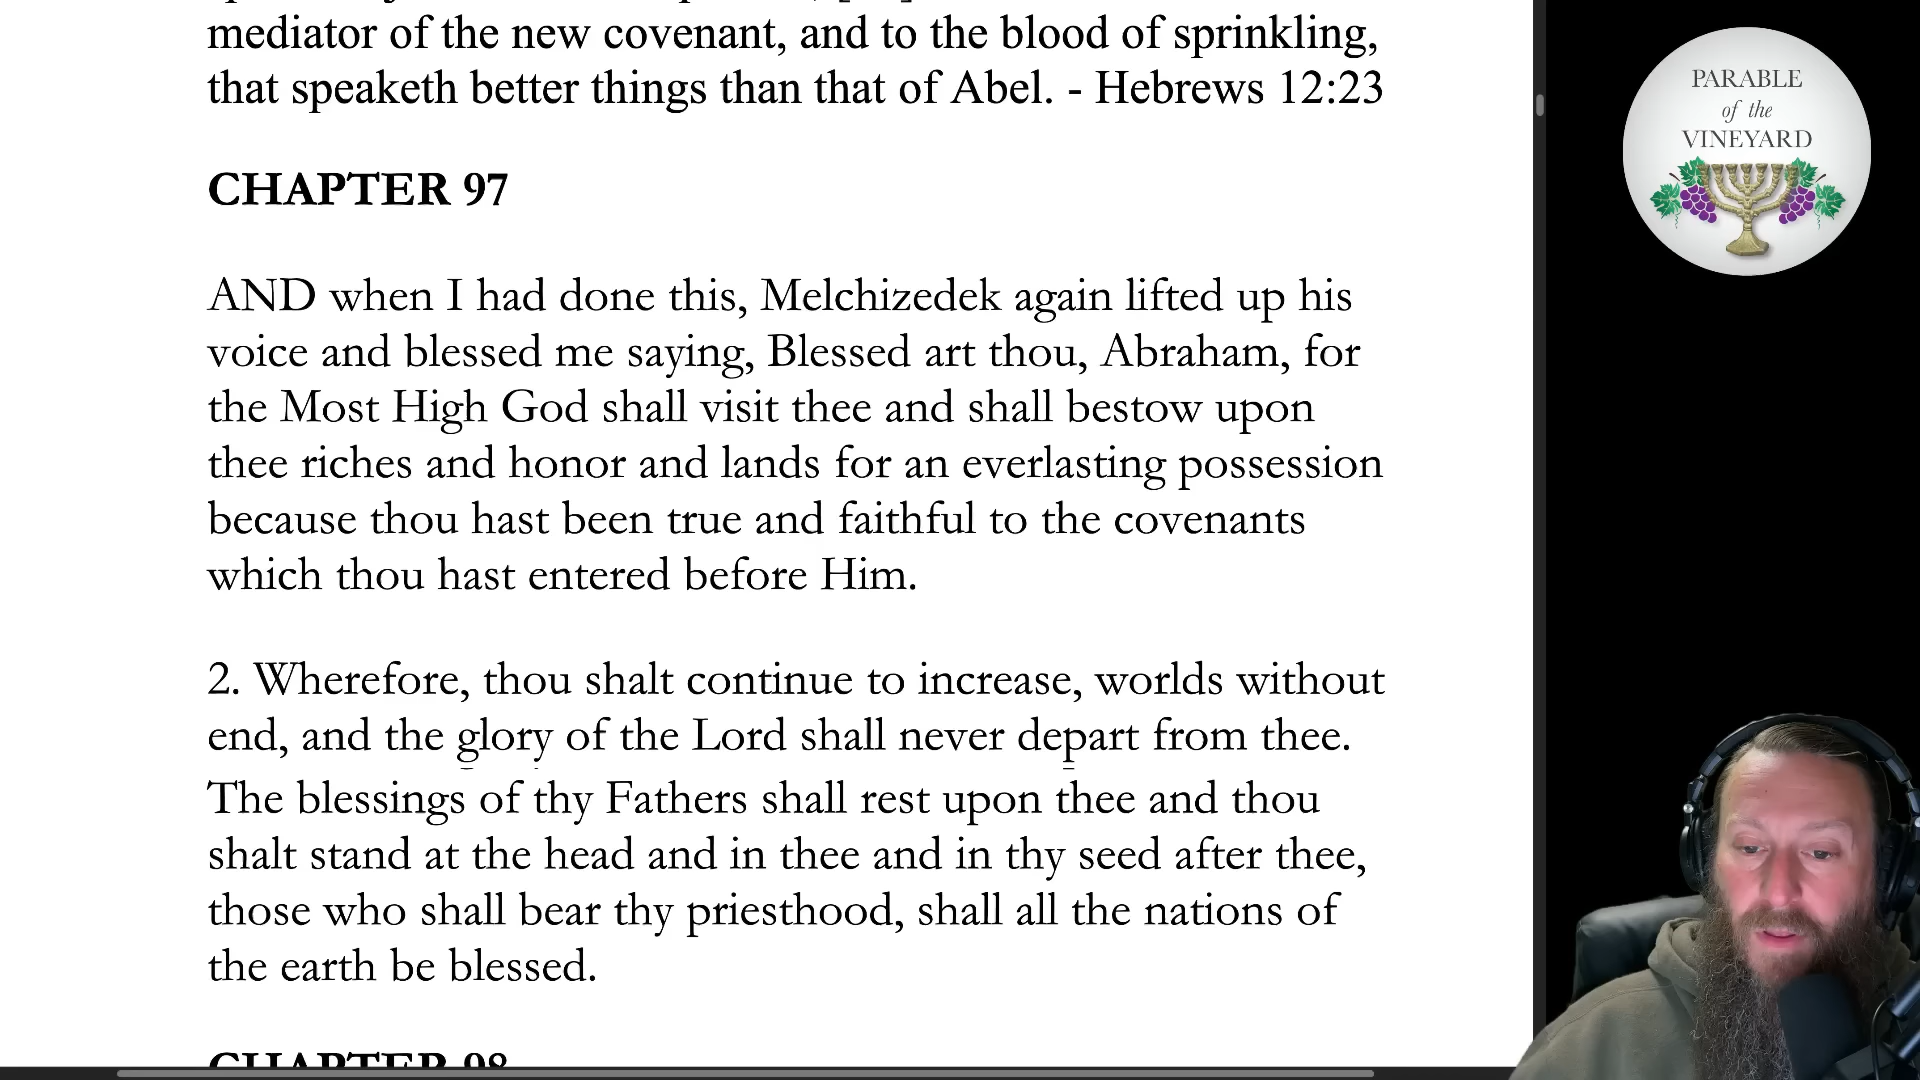 mediator of the new covenant, and to the blood of sprinkling,
that speaketh better things than that of Abel. - Hebrews 12:23
CHAPTER 97
AND when I had done this, Melchizedek again lifted up his
voice and blessed me saying, Blessed art thou, Abraham, for
the Most High God shall visit thee and shall bestow upon
thee riches and honor and lands for an everlasting possession
because thou hast been true and faithful to the covenants
which thou hast entered before Him.
2. Wherefore, thou shalt continue to increase, worlds without
end, and the glory of the Lord shall never depart from thee.
The blessings of thy Fathers shall rest upon thee and thou
shalt stand at the head and in thee and in thy seed after thee,
those who shall bear thy priesthood, shall all the nations of
the earth be blessed.
CHAPTER 98
PARABLE
of the
VINEYARD